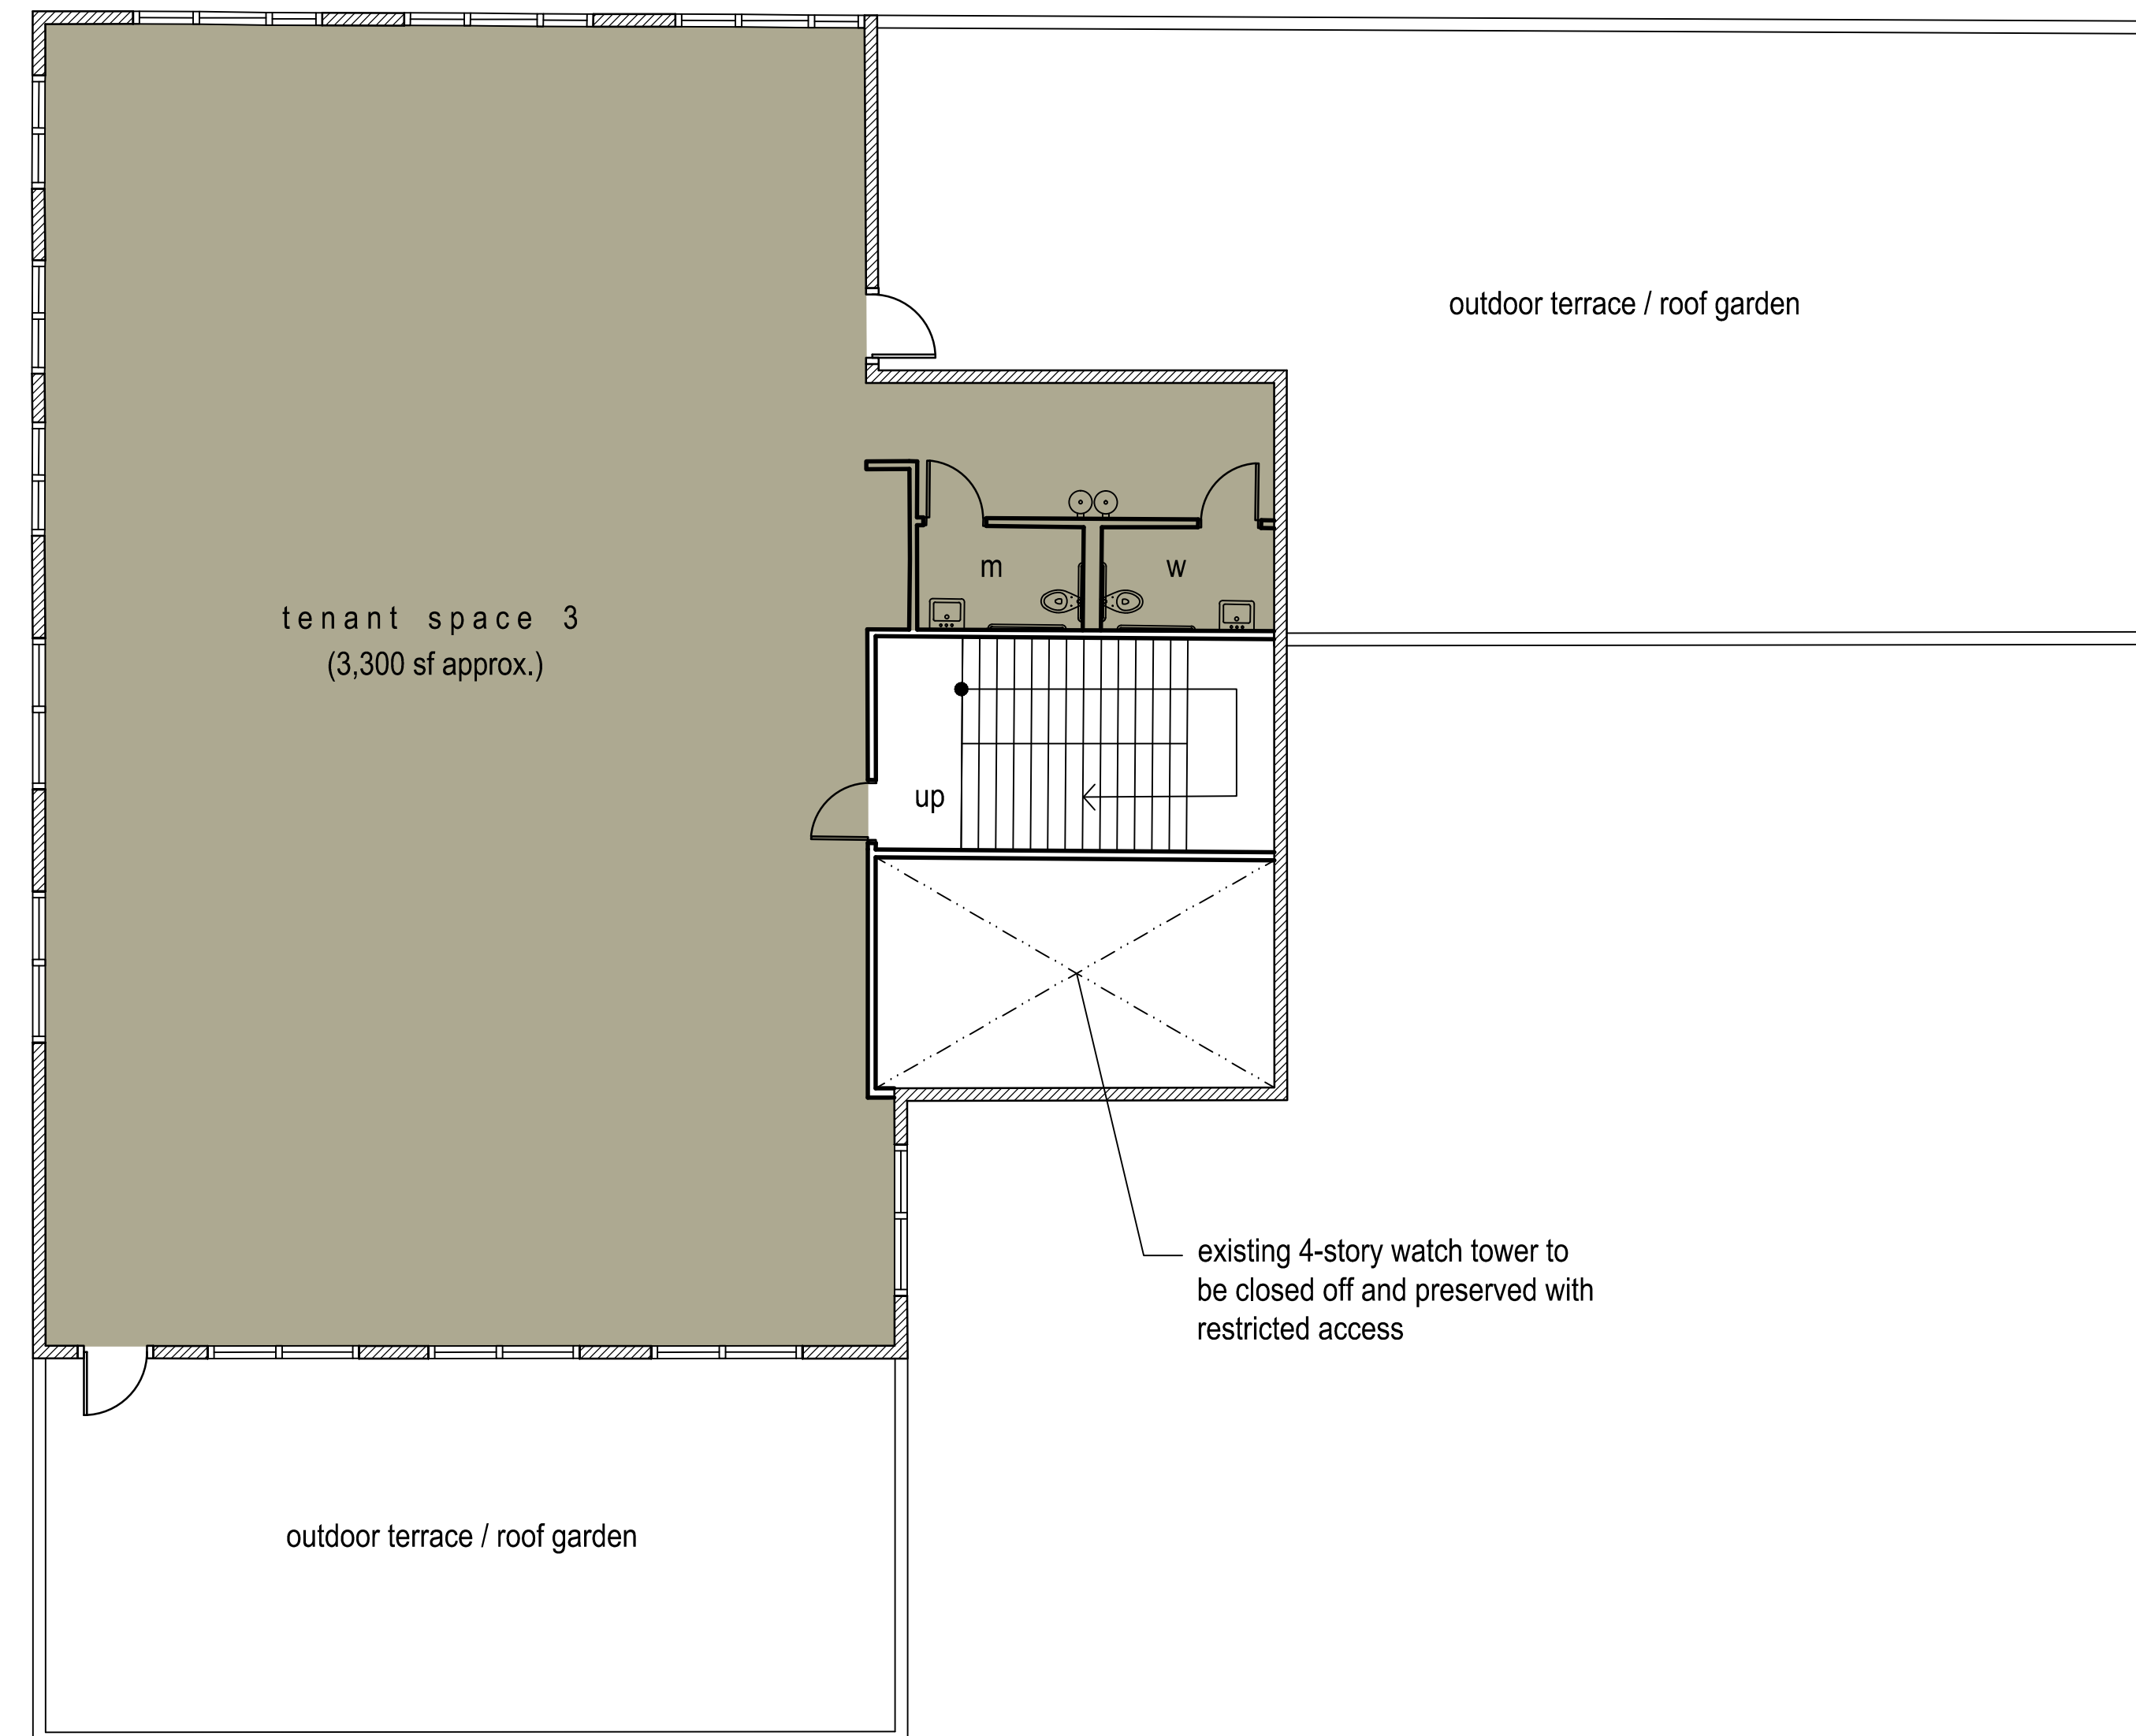 outdoor terrace / roof garden
m
w
tenant space 3
(3,300 sf approx.)
up
existing 4-story watch tower to
be closed off and preserved with
restricted access
outdoor terrace / roof garden